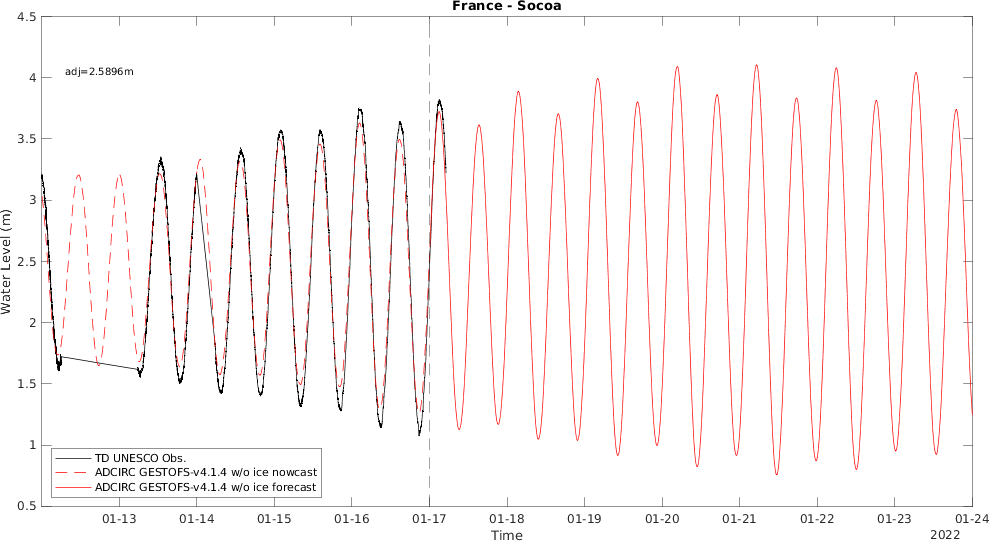 France - Socoa
4.5
4
3.5
3
2.5
2
1.5
1
0.5
Water Level (m)
adj=2.5896m
TD UNESCO Obs.
ADCIRC GESTOFS-v4.1.4 w/o ice nowcast
ADCIRC GESTOFS-v4.1.4 w/o ice forecast
01-13 01-14 01-15 01-16 01-17 01-18 01-19 01-20 01-21 01-22 01-23 01-24
Time
2022